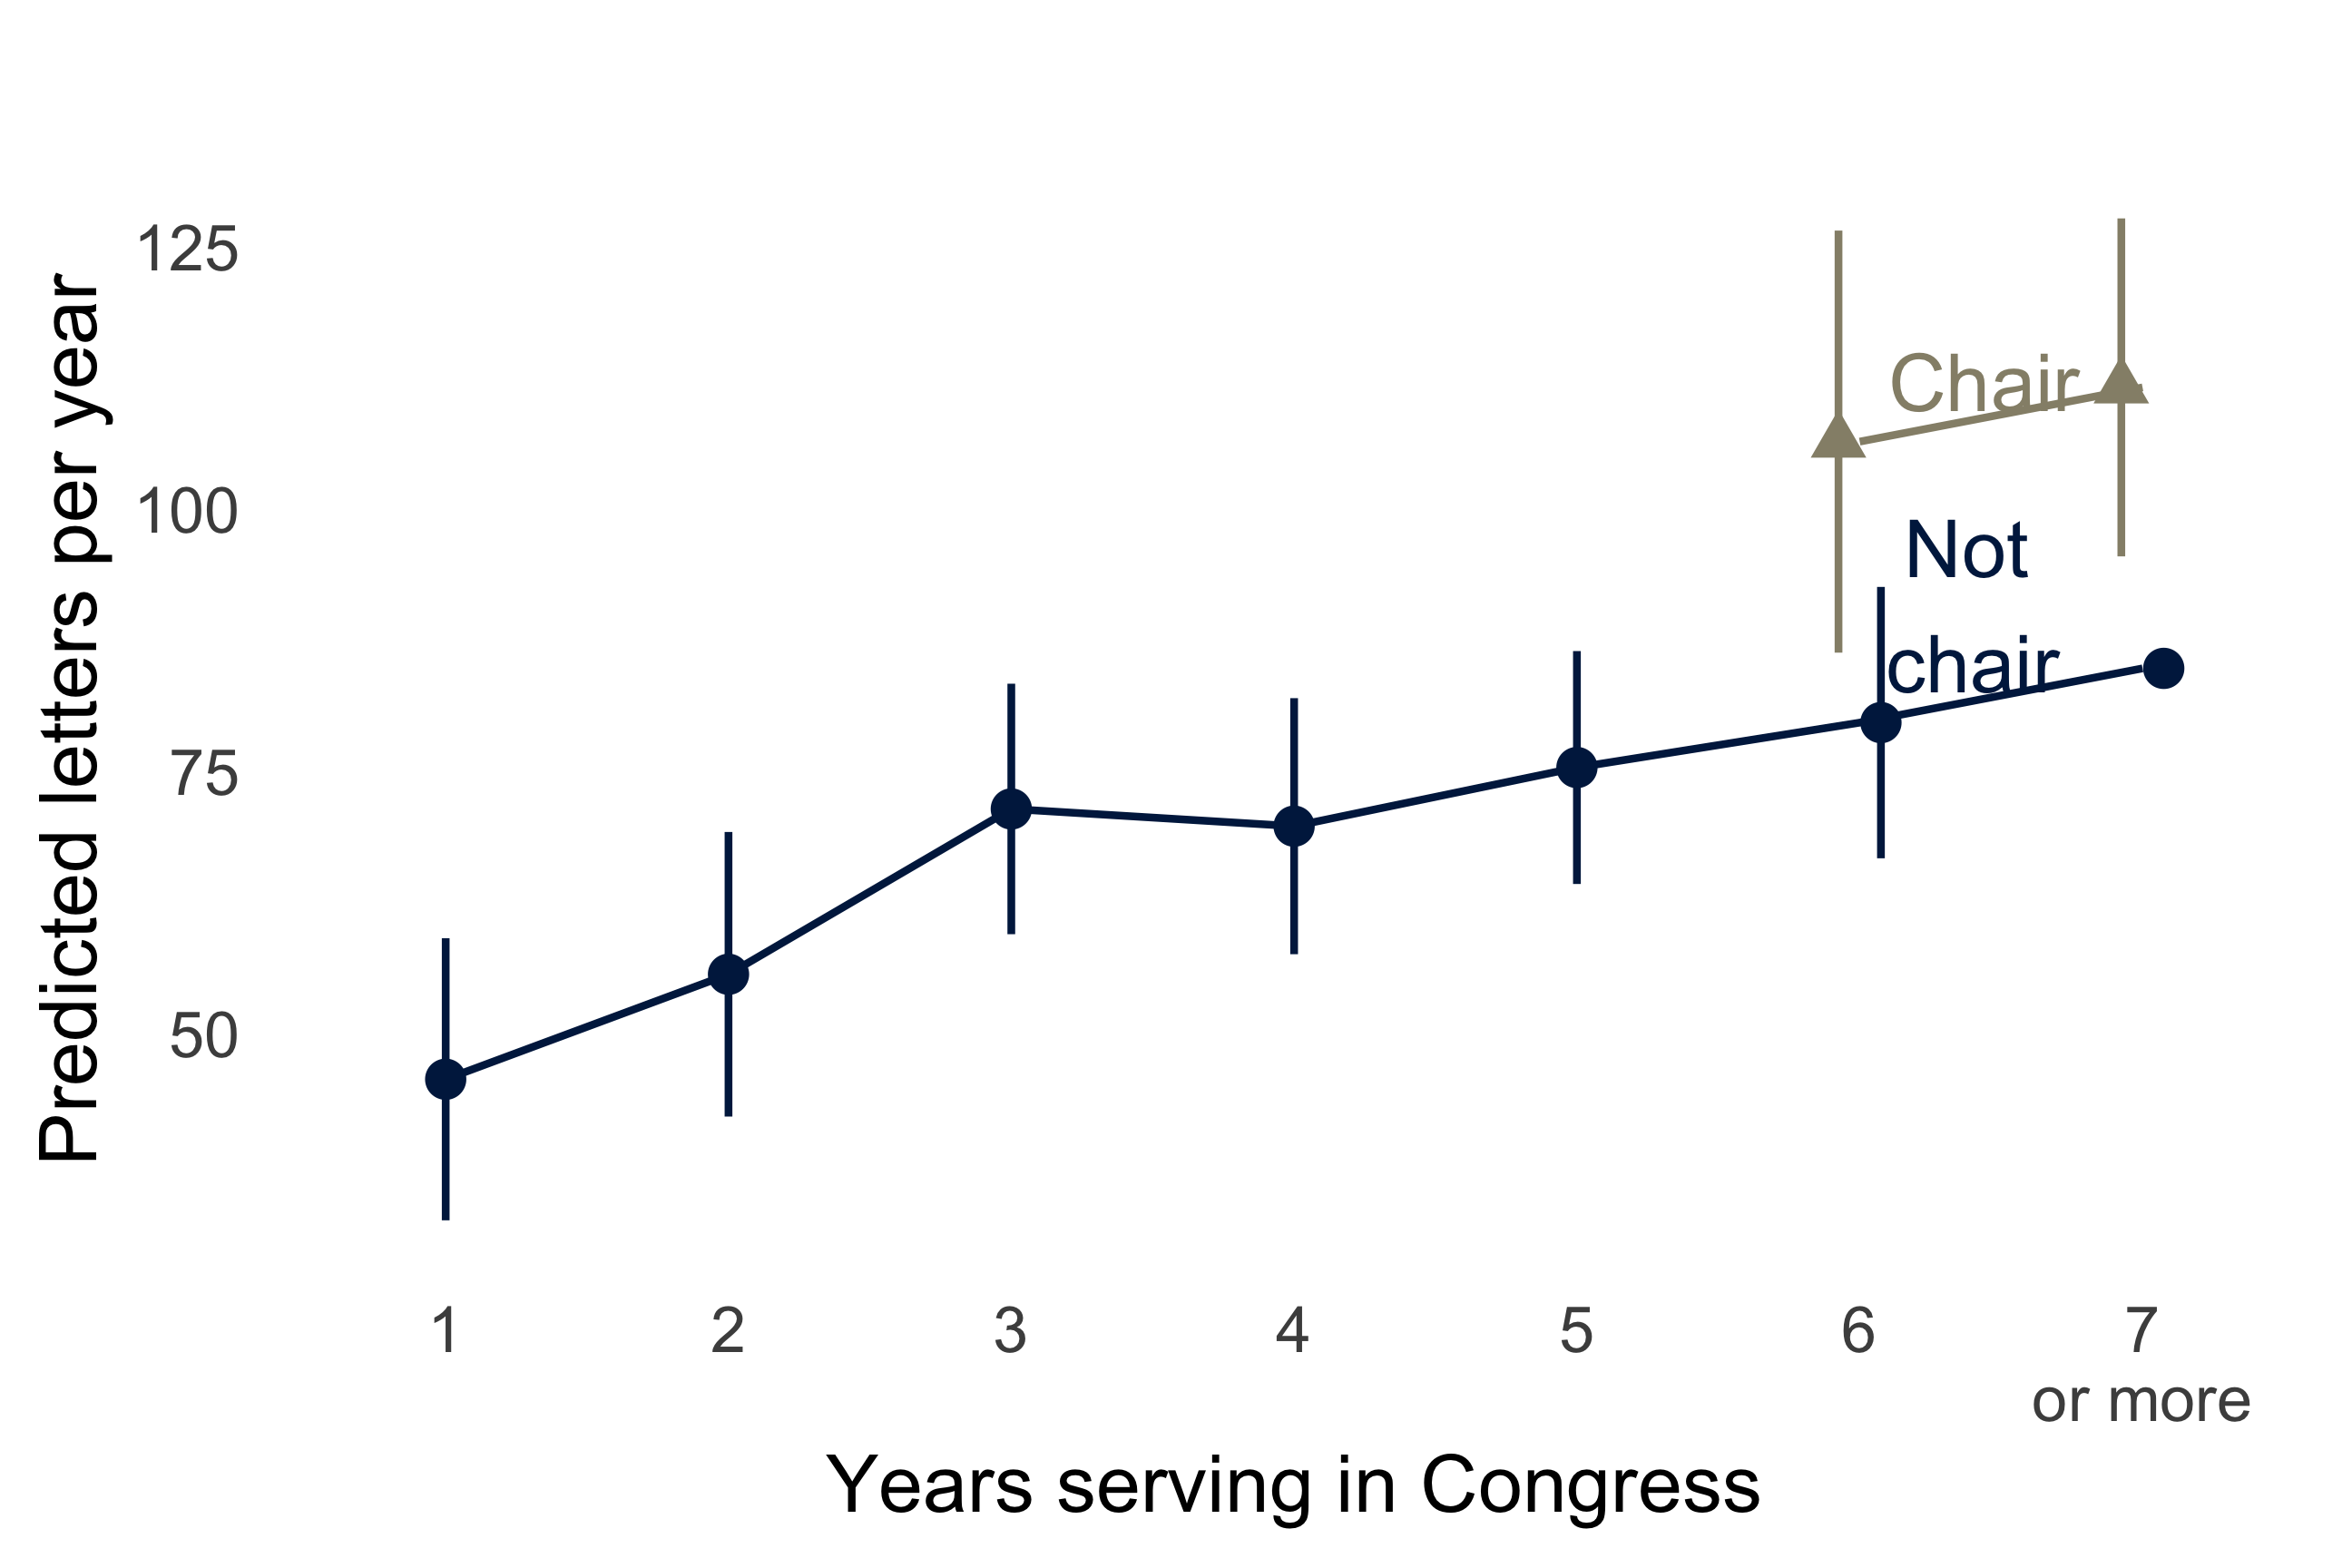 Predicted letters per year
125
100
75
50
Chair
Not
chair
1 2 3 4 5 6 7
or more
Years serving in Congress